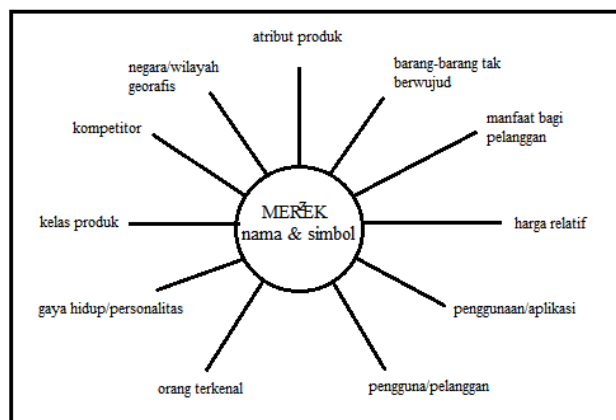 atribut produk
barang-barang tak
berwujud
manfaat bagi
pelanggan
harga relatif
penggunaan/aplikasi
pengguna/pelanggan
orang terkenal
gaya hidup/personalitas
kelas produk
kompetitor
negara/wilayah
georafis
MEREK
nama & simbol